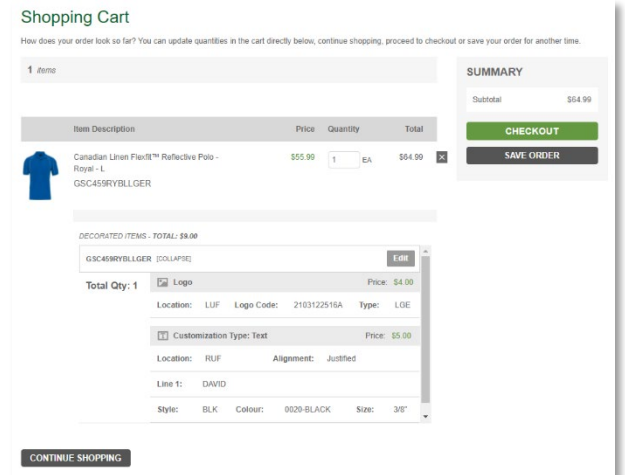 Shopping Cart
How does your order look so far? You can update quantities in the cart directly below, continue shopping, proceed to checkout or save your order for another time.
1 items
SUMMARY
Subtotal $64.99
CHECKOUT
SAVE ORDER
Item Description Price Quantity Total
Canadian Linen Flexfit™ Reflective Polo - $55.99 1 EA $64.99 X
Royal - L
GSC459RYBLLGER
DECORATED ITEMS - TOTAL: $9.00
GSC459RYBLLGER [COLLAPSE] Edit
Total Qty: 1 Logo Price: $4.00
Location: LUF Logo Code: 2103122516A Type: LGE
Customization Type: Text Price: $5.00
Location: RUF Alignment: Justified
Line 1: DAVID
Style: BLK Colour: 0020-BLACK Size: 3/8"
CONTINUE SHOPPING